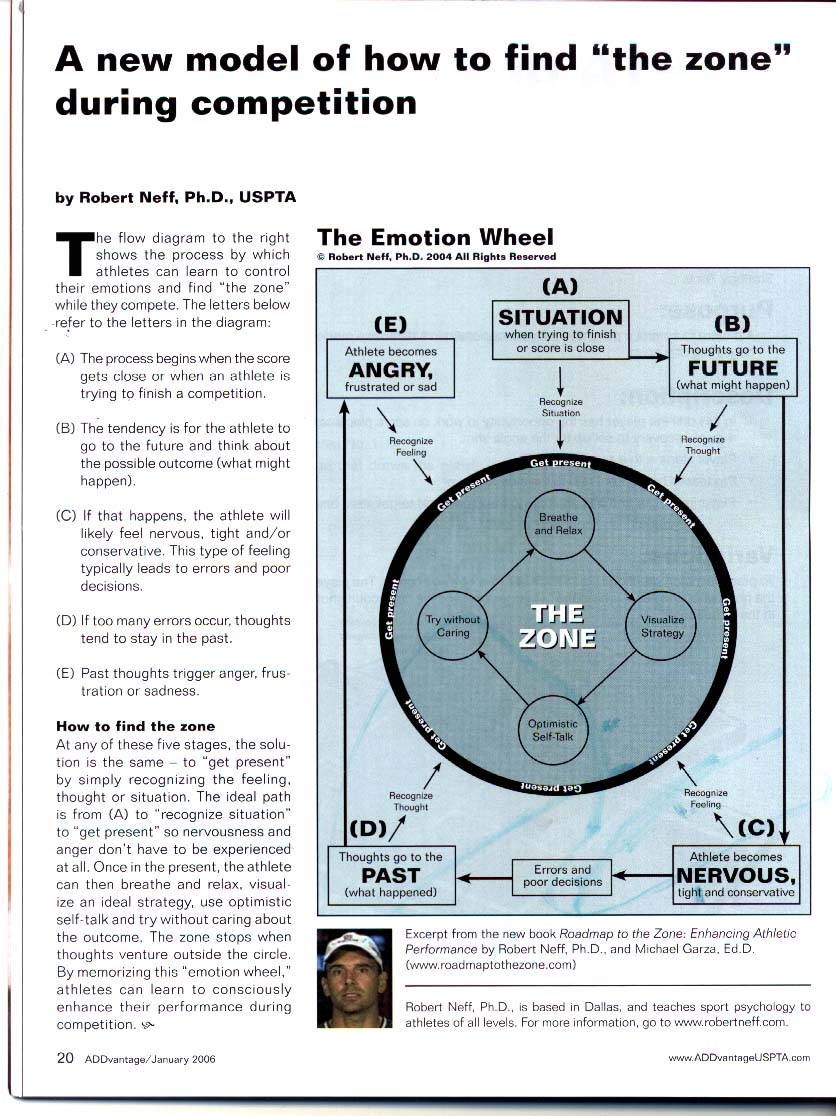 A new model of how to find “the zone”
during competition
by Robert Neff, Ph.D., USPTA
The flow diagram to the right
shows the process by which
athletes can learn to control
their emotions and find “the zone”
while they compete. The letters below
refer to the letters in the diagram:
(A) The process begins when the score
gets close or when an athlete is
trying to finish a competition.
(B) The tendency is for the athlete to
go to the future and think about
the possible outcome (what might
happen).
(C) If that happens, the athlete will
likely feel nervous, tight and/or
conservative. This type of feeling
typically leads to errors and poor
decisions.
(D) If too many errors occur, thoughts
tend to stay in the past.
(E) Past thoughts trigger anger, frus-
tration or sadness.
How to find the zone
At any of these five stages, the solu-
tion is the same – to “get present”
by simply recognizing the feeling,
thought or situation. The ideal path
is from (A) to “recognize situation”
to “get present” so nervousness and
anger don’t have to be experienced
at all. Once in the present, the athlete
can then breathe and relax, visual-
ize an ideal strategy, use optimistic
self-talk and try without caring about
the outcome. The zone stops when
thoughts venture outside the circle.
By memorizing this “emotion wheel,”
athletes can learn to consciously
enhance their performance during
competition.
The Emotion Wheel
© Robert Neff, Ph.D. 2004 All Rights Reserved
(A)
SITUATION
when trying to finish
or score is close
(B)
Thoughts go to the
FUTURE
(what might happen)
(E)
Athlete becomes
ANGRY,
frustrated or sad
Recognize
Situation
Recognize
Feeling
Recognize
Thought
Get present
Get present
Get present
Get present
Get present
Get present
Get present
Get present
Breathe
and Relax
Try without
Caring
THE
ZONE
Visualize
Strategy
Optimistic
Self-Talk
Recognize
Thought
Recognize
Feeling
(D)
Thoughts go to the
PAST
(what happened)
Errors and
poor decisions
(C)
Athlete becomes
NERVOUS,
tight and conservative
Excerpt from the new book Roadmap to the Zone: Enhancing Athletic
Performance by Robert Neff, Ph.D., and Michael Garza, Ed.D.
(www.roadmaptothezone.com)
Robert Neff, Ph.D., is based in Dallas, and teaches sport psychology to
athletes of all levels. For more information, go to www.robertneff.com.
20 ADDvantage/January 2006
www.ADDvantageUSPTA.com